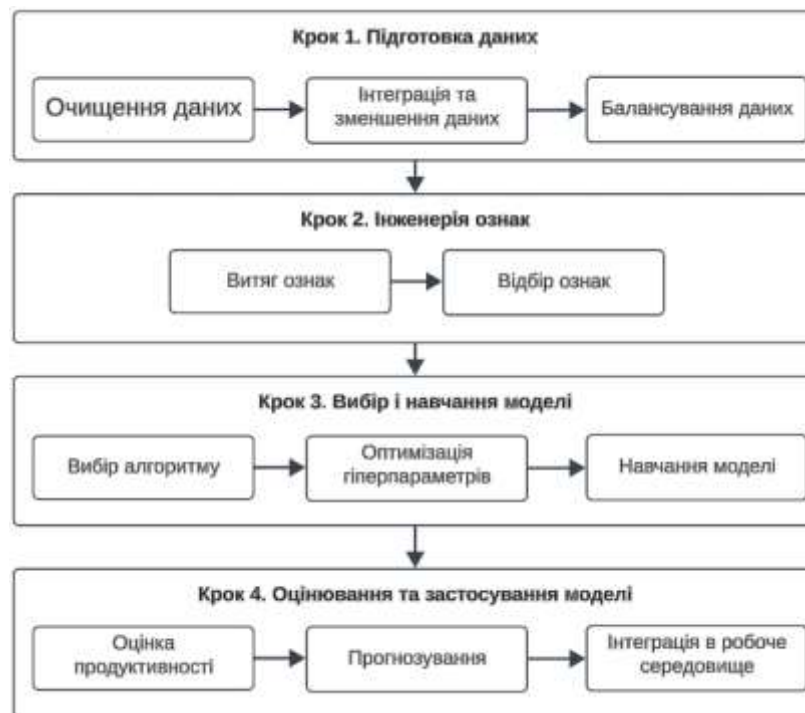 Крок 1. Підготовка даних
Очищення даних
Інтеграція та
зменшення даних
Балансування даних
Крок 2. Інженерія ознак
Витяг ознак
Відбір ознак
Крок 3. Вибір і навчання моделі
Вибір алгоритму
Оптимізація
гіперпараметрів
Навчання моделі
Крок 4. Оцінювання та застосування моделі
Оцінка
продуктивності
Прогнозування
Інтеграція в робоче
середовище